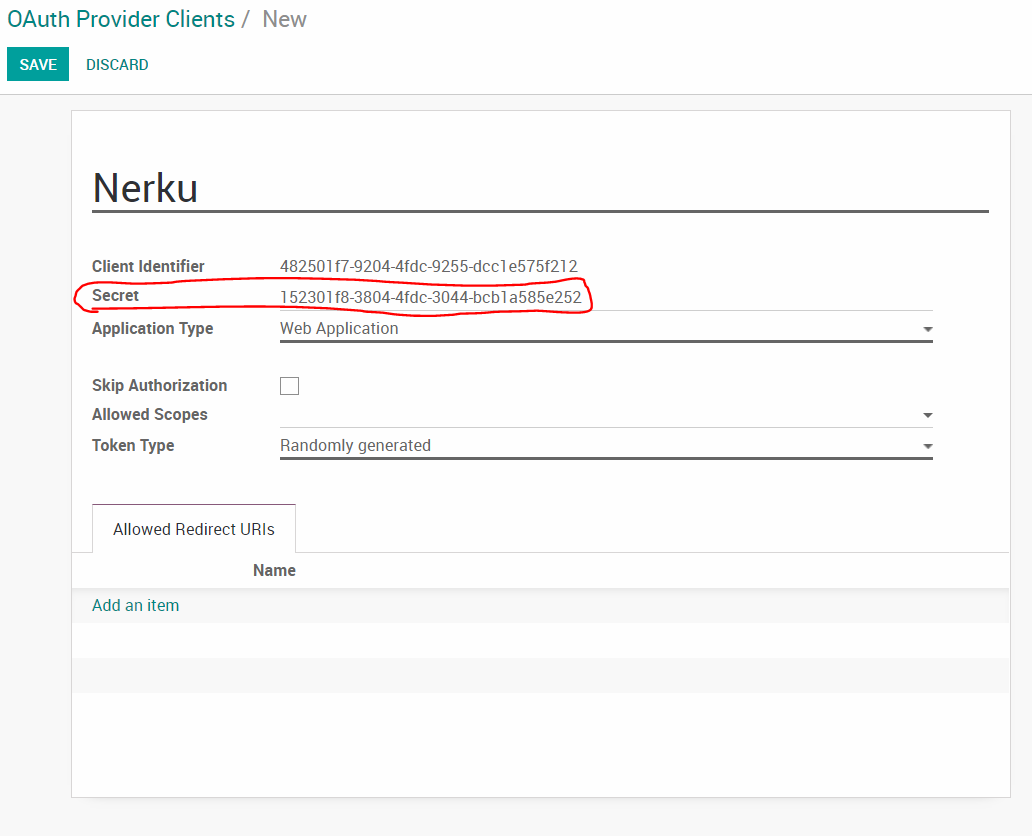 OAuth Provider Clients / New
SAVE DISCARD
Nerku
Client Identifier 482501f7-9204-4fdc-9255-dcc1e575f212
Secret 152301f8-3804-4fdc-3044-bcb1a585e252
Application Type Web Application
Skip Authorization
Allowed Scopes
Token Type Randomly generated
Allowed Redirect URIs
Name
Add an item